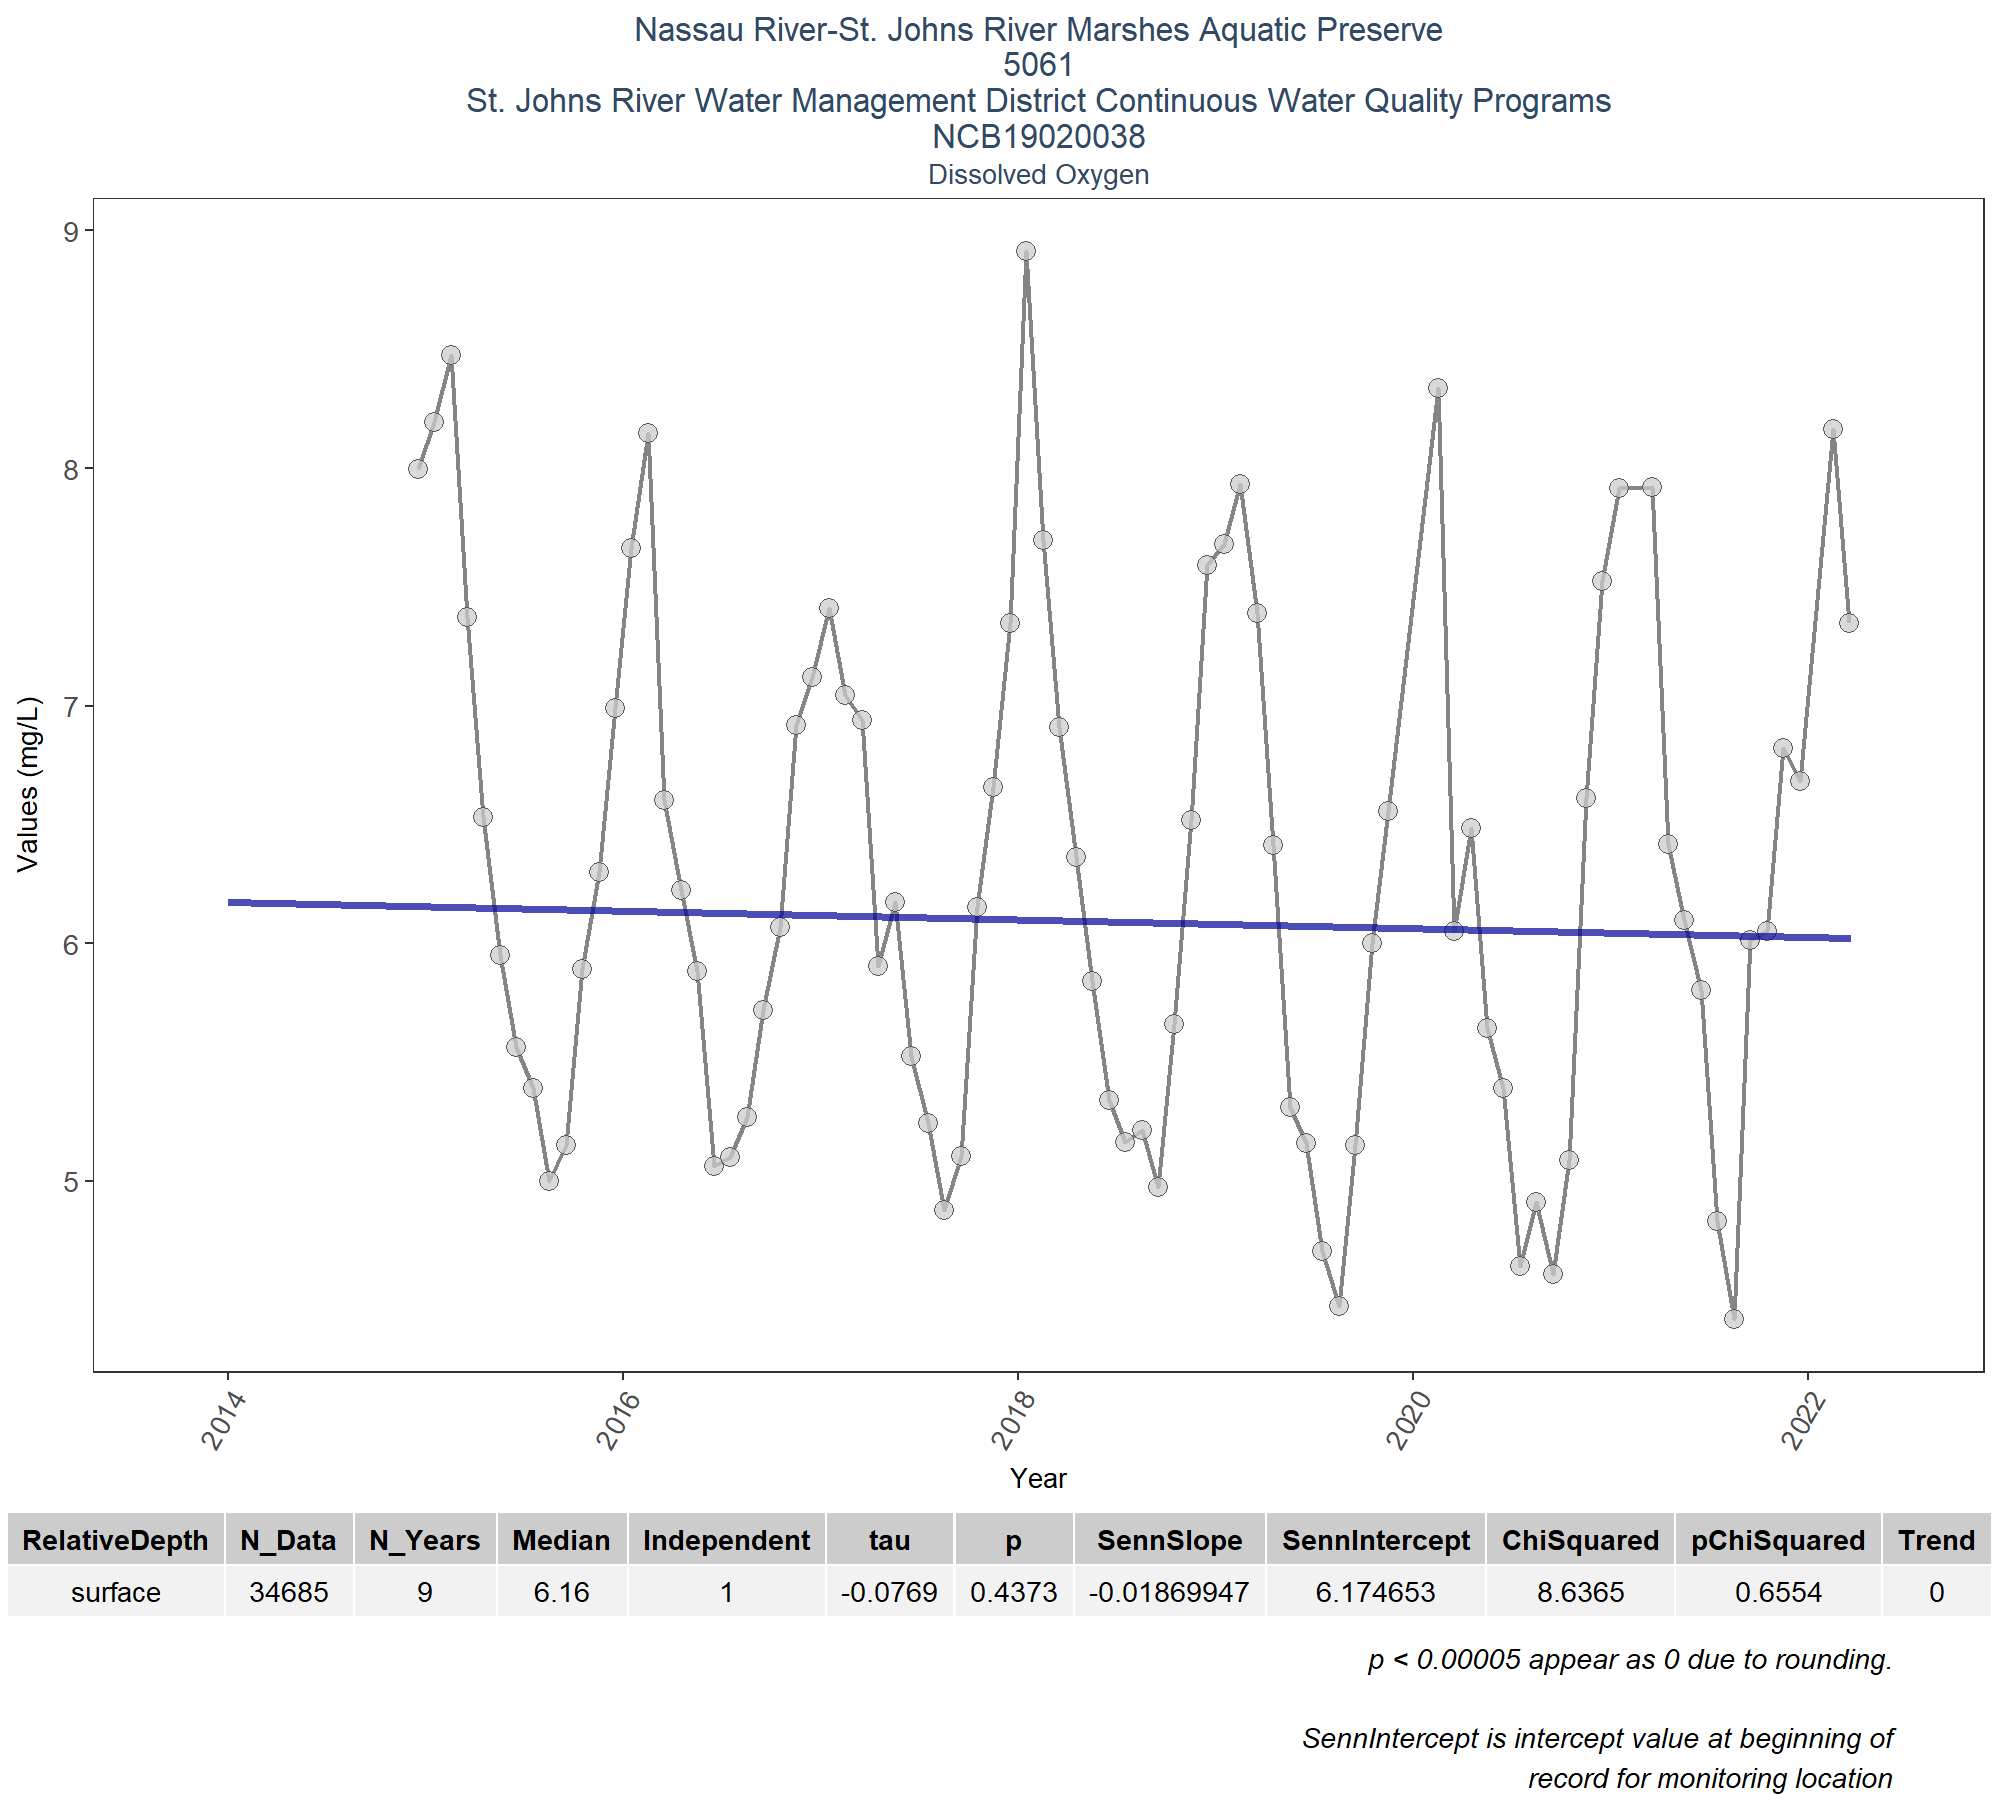 Nassau River-St. Johns River Marshes Aquatic Preserve
5061
St. Johns River Water Management District Continuous Water Quality Programs
NCB19020038
Dissolved Oxygen
9
8
7
6
5
Values (mg/L)
2014 2016 2018 2020 2022
Year
RelativeDepth N_Data N_Years Median Independent tau p SennSlope SennIntercept ChiSquared pChiSquared Trend
surface 34685 9 6.16 1 -0.0769 0.4373 -0.01869947 6.174653 8.6365 0.6554 0
p < 0.00005 appear as 0 due to rounding.
SennIntercept is intercept value at beginning of
record for monitoring location